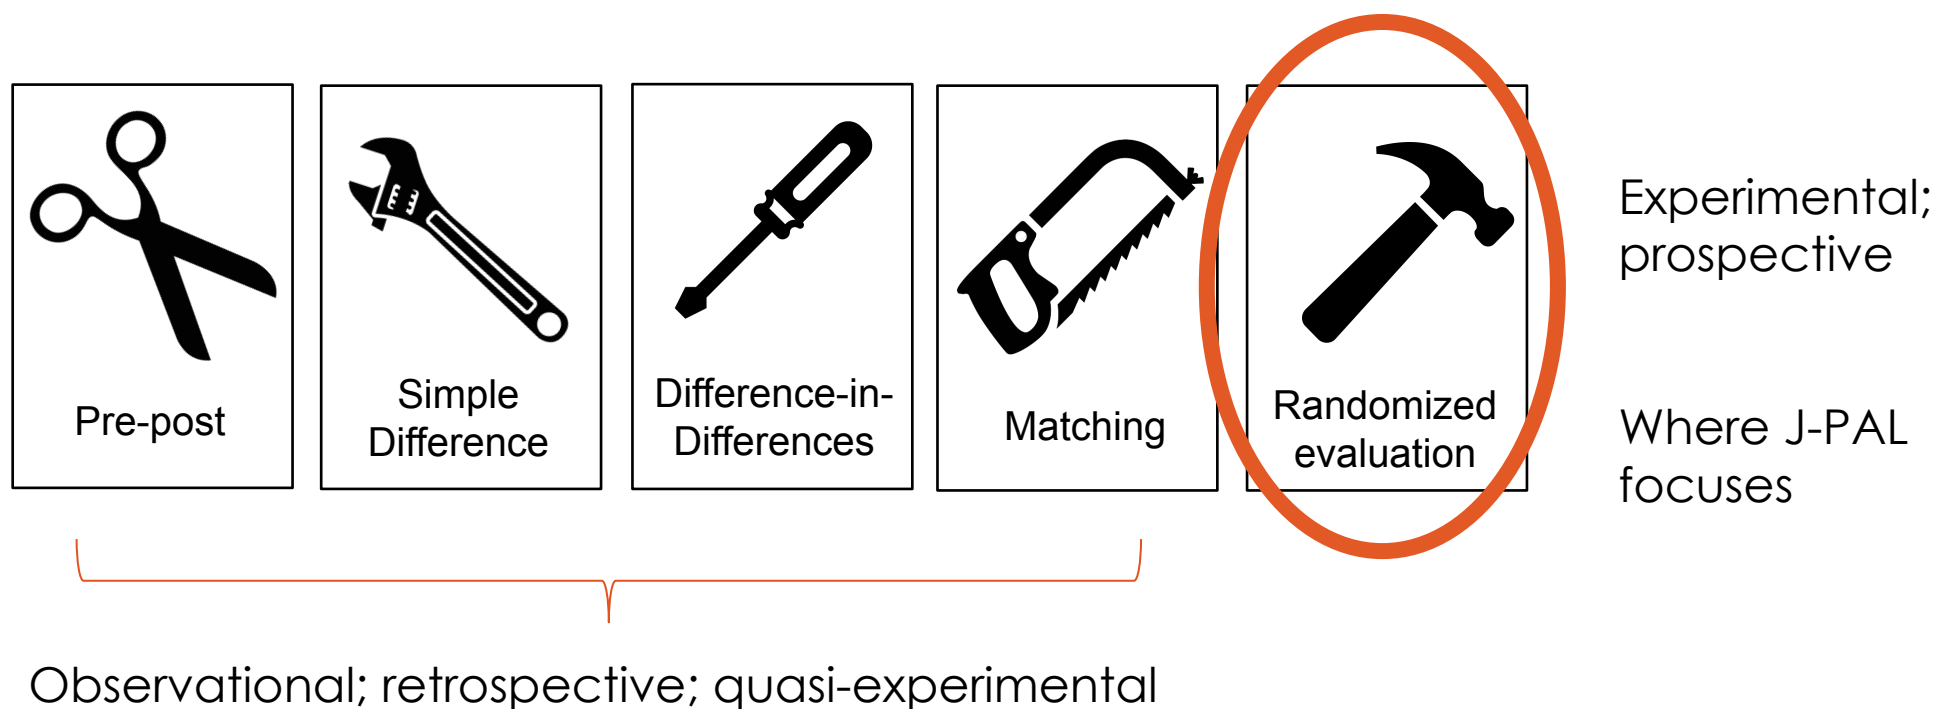 Pre-post
Simple
Difference
Difference-in-
Differences
Matching
Randomized
evaluation
Experimental;
prospective
Where J-PAL
focuses
Observational; retrospective; quasi-experimental